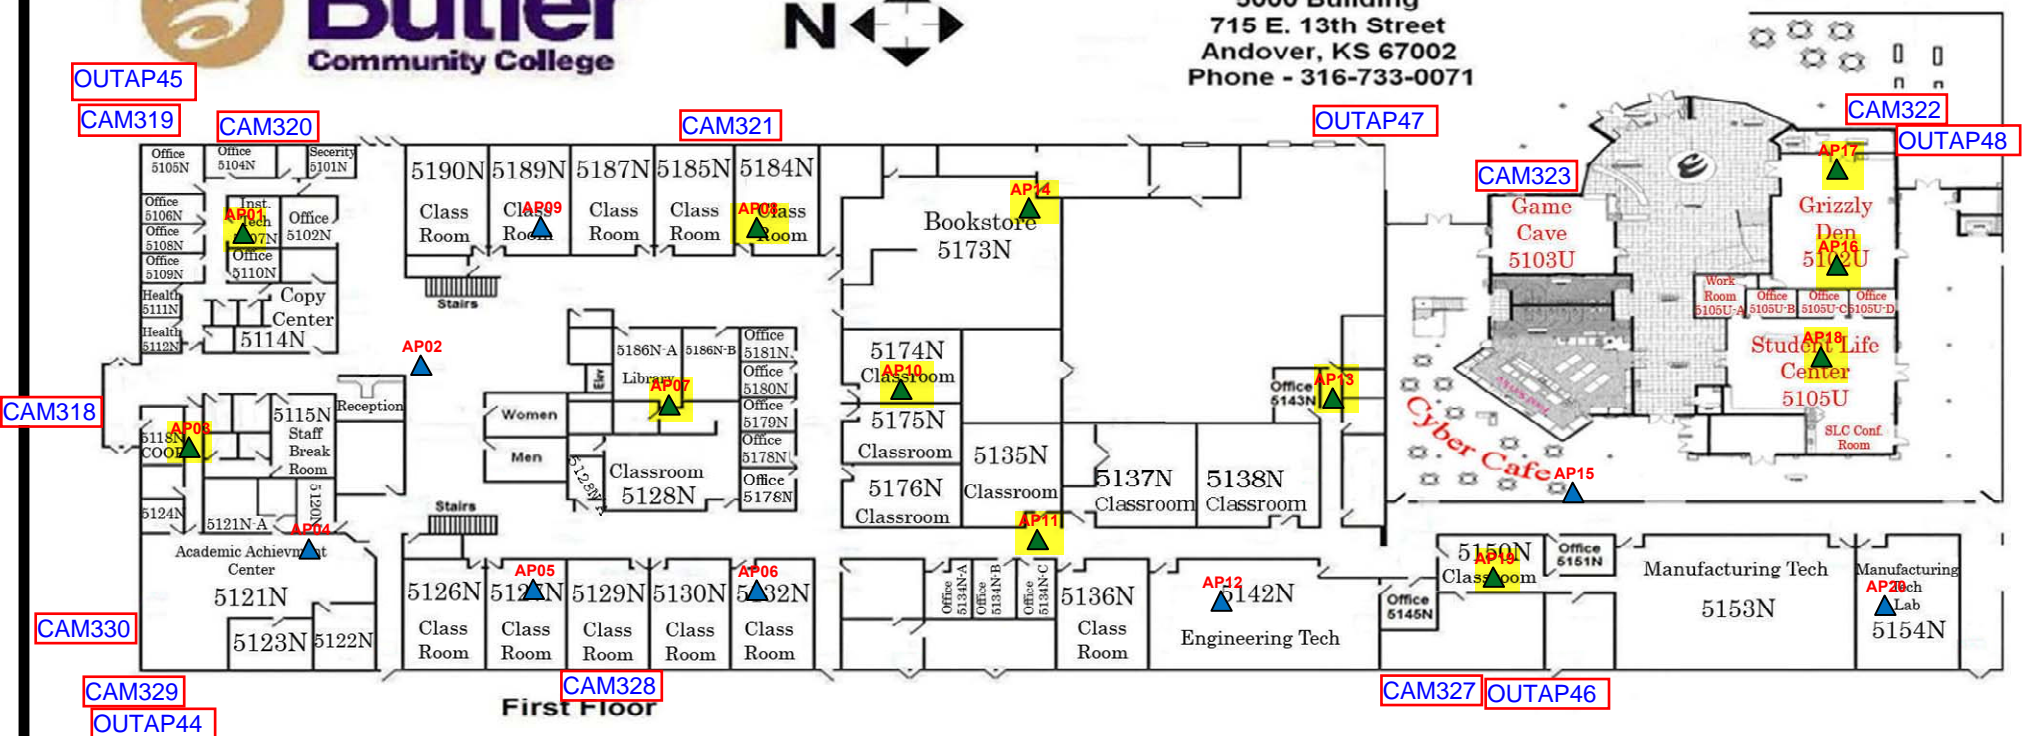 Butler
Community College
N
5000 Building
715 E. 13th Street
Andover, KS 67002
Phone - 316-733-0071
OUTAP45
CAM319
CAM320
CAM321
OUTAP47
CAM322
OUTAP48
CAM323
CAM318
CAM330
CAM329
OUTAP44
CAM328
CAM327
OUTAP46
Office
5105N
Office
5104N
Secerity
5101N
Office
5106N
Office
5108N
Office
5109N
Inst.
Tech
5107N
AP01
Office
5102N
Office
5110N
Health
5111N
Health
5112N
Copy
Center
5114N
5190N
Class
Room
5189N
Class
Room
AP09
5187N
Class
Room
5185N
Class
Room
5184N
Class
Room
AP08
Stairs
AP02
Bookstore
5173N
AP14
5186N-A
Library
5186N-B
AP07
Elev
Office
5181N
Office
5180N
Office
5179N
Office
5178N
Office
5178N
Women
Men
Classroom
5128N
Reception
5115N
Staff
Break
Room
5118N
COOP
AP03
5124N
5121N-A
5120N
AP04
Academic Achievment
Center
5121N
5123N
5122N
Stairs
5126N
Class
Room
5127N
Class
Room
AP05
5129N
Class
Room
5130N
Class
Room
5132N
Class
Room
AP06
5174N
Classroom
AP10
5175N
Classroom
5176N
Classroom
5135N
Classroom
AP11
5137N
Classroom
5138N
Classroom
Office
5143N
AP13
Office
5134N-A
Office
5134N-B
Office
5134N-C
5136N
Class
Room
AP12
5142N
Engineering Tech
Game
Cave
5103U
Grizzly
Den
5102U
AP17
AP16
Work
Room
5105U-A
Office
5105U-B
Office
5105U-C
Office
5105U-D
Student Life
Center
5105U
AP18
SLC Conf.
Room
Cyber Cafe
AP15
5150N
Classroom
AP19
Office
5151N
Office
5145N
Manufacturing Tech
5153N
Manufacturing
Tech
Lab
5154N
AP20
First Floor